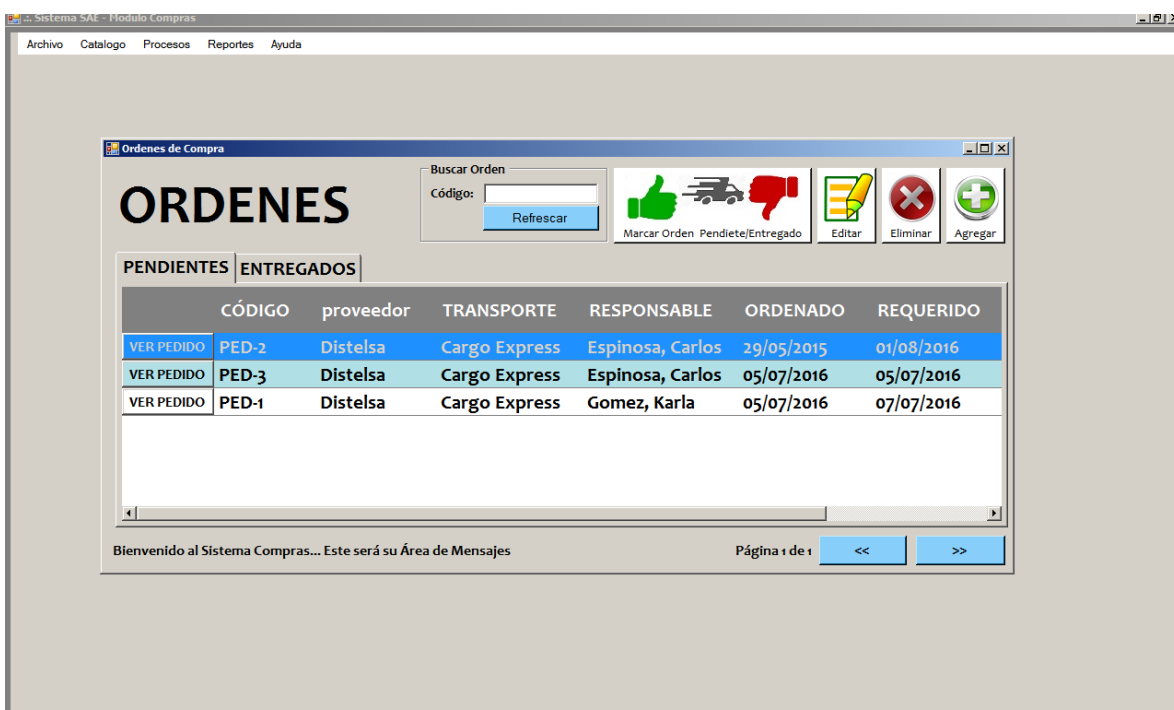 .:. Sistema SAE - Modulo Compras
Archivo Catalogo Procesos Reportes Ayuda
Ordenes de Compra
ORDENES
Buscar Orden
Código:
Refrescar
Marcar Orden Pendiete/Entregado
Editar
Eliminar
Agregar
PENDIENTES ENTREGADOS
CÓDIGO proveedor TRANSPORTE RESPONSABLE ORDENADO REQUERIDO
VER PEDIDO PED-2 Distelsa Cargo Express Espinosa, Carlos 29/05/2015 01/08/2016
VER PEDIDO PED-3 Distelsa Cargo Express Espinosa, Carlos 05/07/2016 05/07/2016
VER PEDIDO PED-1 Distelsa Cargo Express Gomez, Karla 05/07/2016 07/07/2016
Bienvenido al Sistema Compras... Este será su Área de Mensajes
Página 1 de 1
<< >>